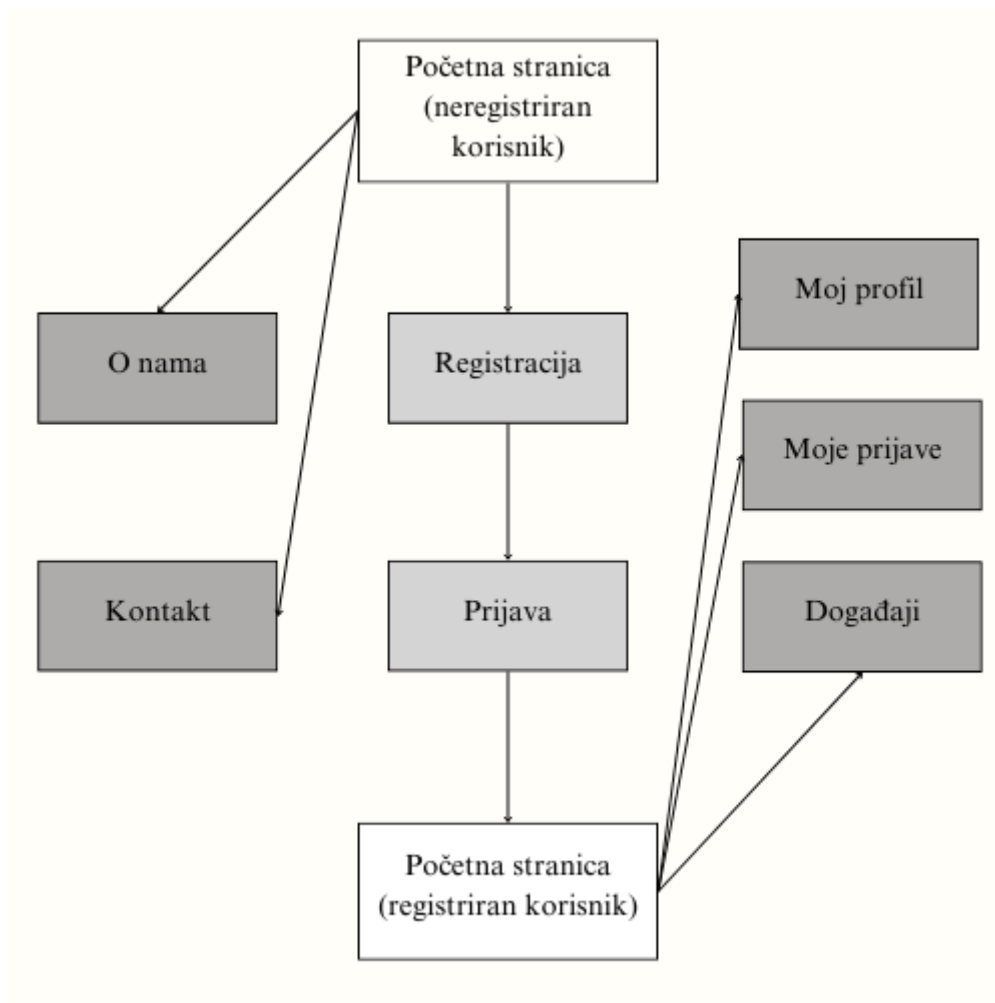 Početna stranica
(neregistriran
korisnik)
Moj profil
O nama
Registracija
Moje prijave
Kontakt
Prijava
Događaji
Početna stranica
(registriran korisnik)